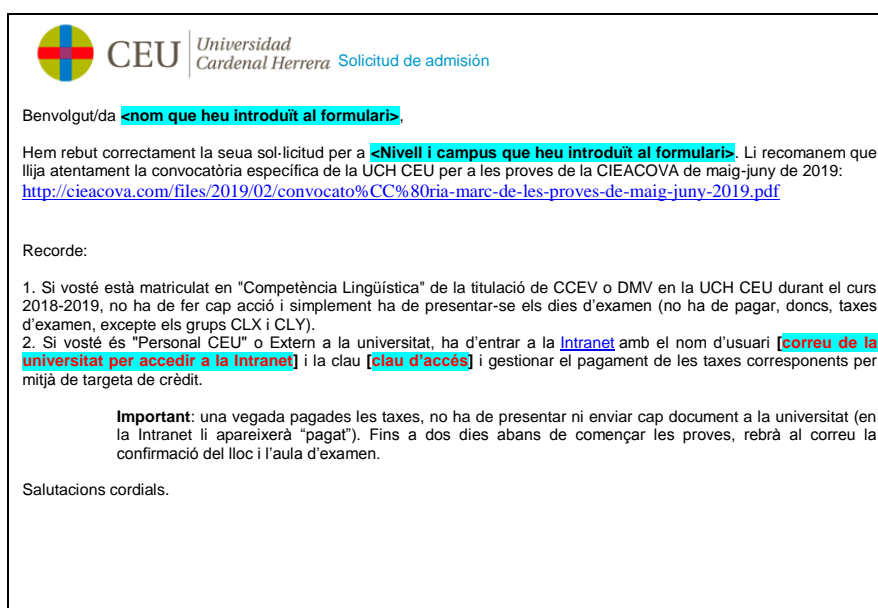 CEU Universidad
Cardenal Herrera Solicitud de admisión
Benvolgut/da <nom que heu introduït al formulari>,
Hem rebut correctament la seua sol·licitud per a <Nivell i campus que heu introduït al formulari>. Li recomanem que
llija atentament la convocatòria específica de la UCH CEU per a les proves de la CIEACOVA de maig-juny de 2019:
http://cieacova.com/files/2019/02/convocato%CC%80ria-marc-de-les-proves-de-maig-juny-2019.pdf
Recorde:
1. Si vosté està matriculat en "Competència Lingüística" de la titulació de CCEV o DMV en la UCH CEU durant el curs
2018-2019, no ha de fer cap acció i simplement ha de presentar-se els dies d’examen (no ha de pagar, doncs, taxes
d’examen, excepte els grups CLX i CLY).
2. Si vosté és "Personal CEU" o Extern a la universitat, ha d’entrar a la Intranet amb el nom d’usuari [correu de la
universitat per accedir a la Intranet] i la clau [clau d’accés] i gestionar el pagament de les taxes corresponents per
mitjà de targeta de crèdit.
Important: una vegada pagades les taxes, no ha de presentar ni enviar cap document a la universitat (en
la Intranet li apareixerà “pagat”). Fins a dos dies abans de començar les proves, rebrà al correu la
confirmació del lloc i l’aula d’examen.
Salutacions cordials.